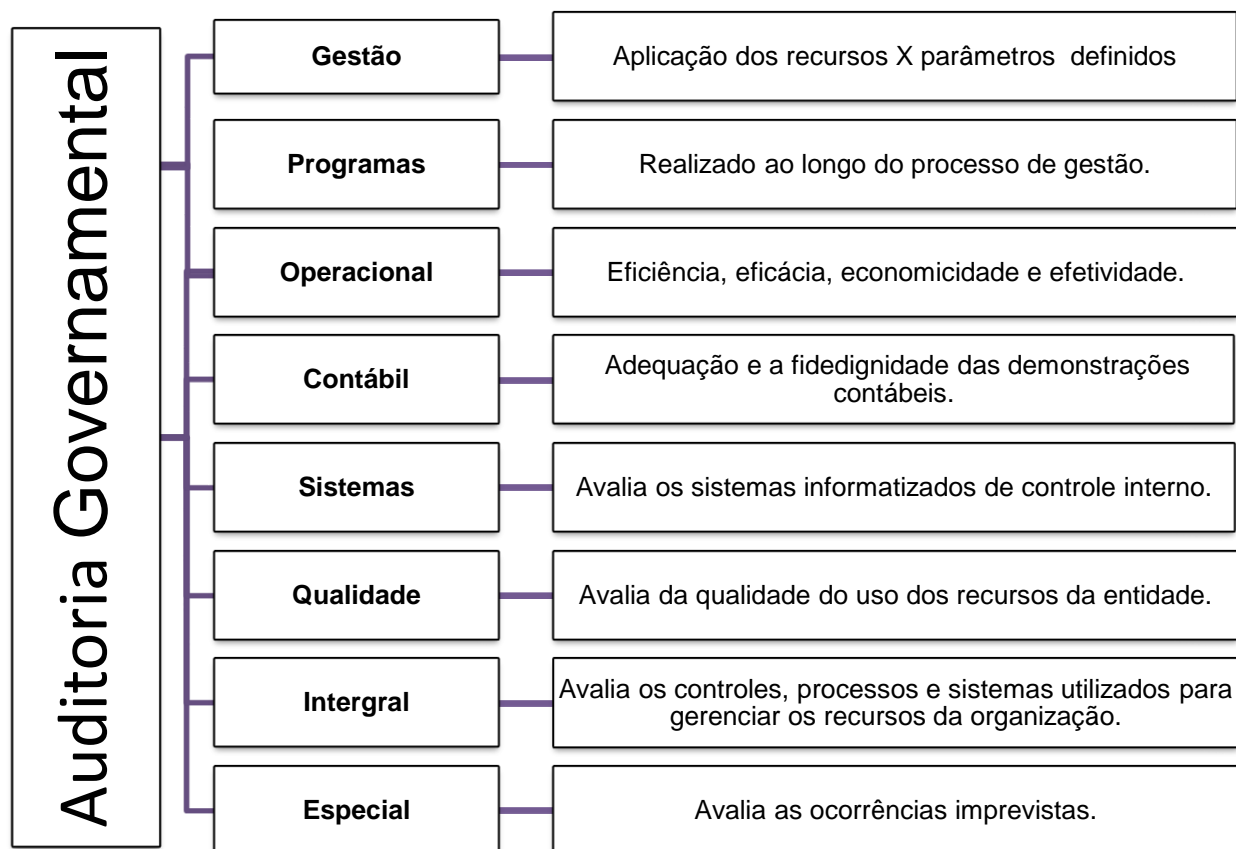 Auditoria Governamental
Gestão
Aplicação dos recursos X parâmetros definidos
Programas
Realizado ao longo do processo de gestão.
Operacional
Eficiência, eficácia, economicidade e efetividade.
Contábil
Adequação e a fidedignidade das demonstrações
contábeis.
Sistemas
Avalia os sistemas informatizados de controle interno.
Qualidade
Avalia da qualidade do uso dos recursos da entidade.
Intergral
Avalia os controles, processos e sistemas utilizados para
gerenciar os recursos da organização.
Especial
Avalia as ocorrências imprevistas.